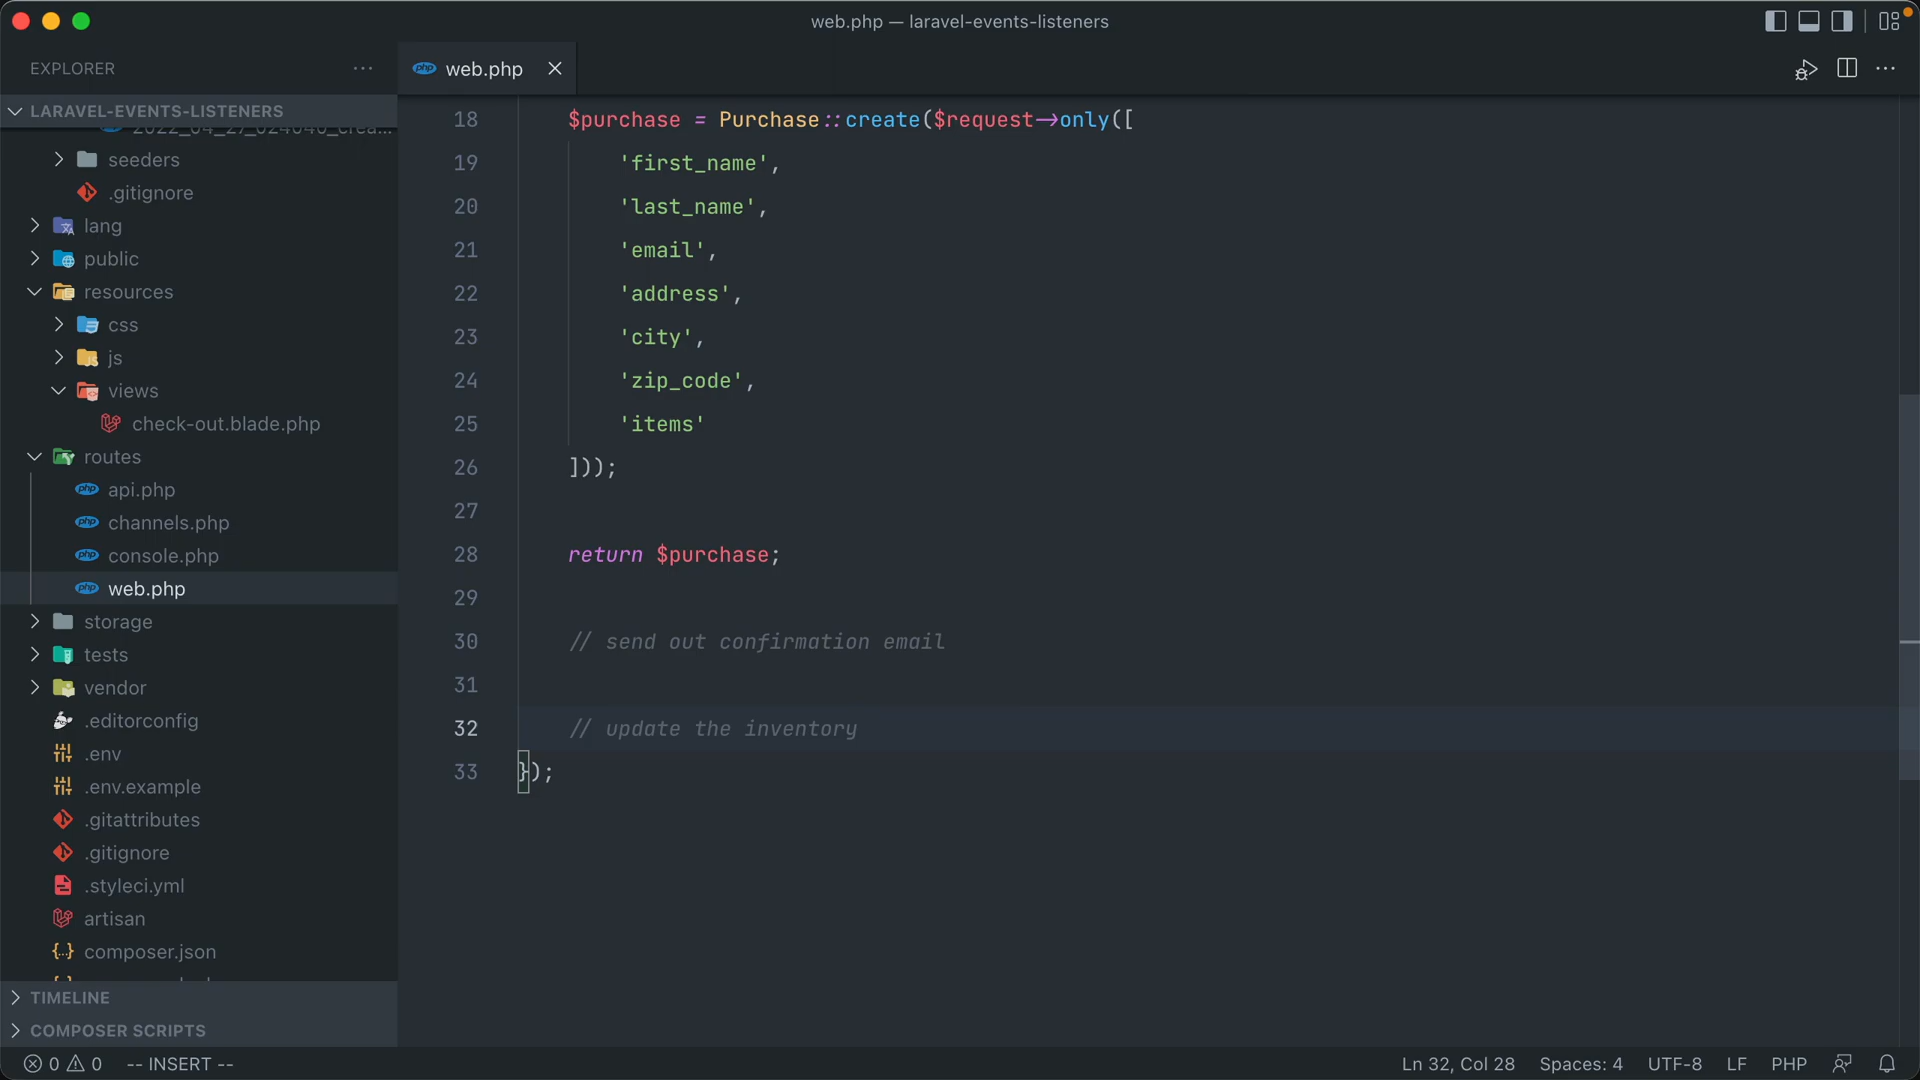 web.php — laravel-events-listeners
EXPLORER
web.php
LARAVEL-EVENTS-LISTENERS
2022_04_27_024040_crea...
seeders
.gitignore
lang
public
resources
css
js
views
check-out.blade.php
routes
php api.php
php channels.php
php console.php
php web.php
storage
tests
vendor
.editorconfig
.env
.env.example
.gitattributes
.gitignore
.styleci.yml
artisan
{..} composer.json
TIMELINE
COMPOSER SCRIPTS
18 $purchase = Purchase::create($request->only([
19 'first_name',
20 'last_name',
21 'email',
22 'address',
23 'city',
24 'zip_code',
25 'items'
26 ]));
27
28 return $purchase;
29
30 // send out confirmation email
31
32 // update the inventory
33 });
0 0 -- INSERT -- Ln 32, Col 28 Spaces: 4 UTF-8 LF PHP